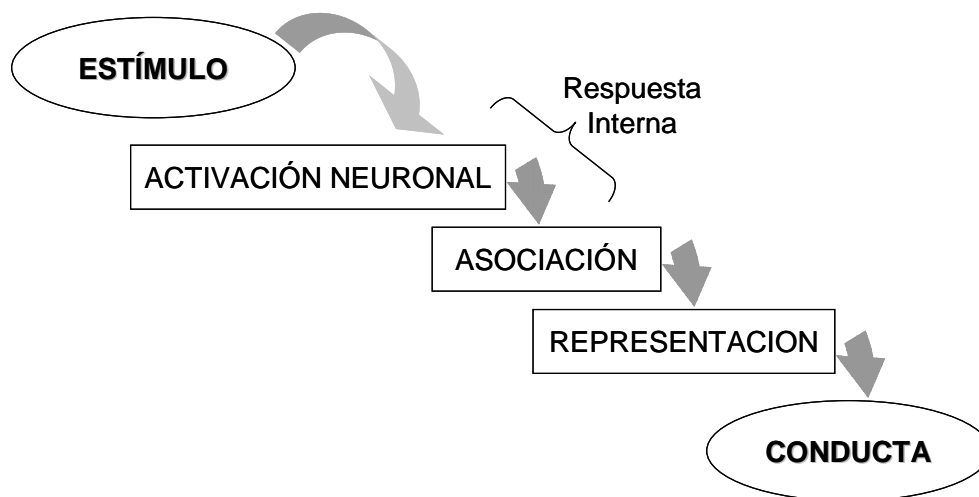 ESTÍMULO
Respuesta
Interna
ACTIVACIÓN NEURONAL
ASOCIACIÓN
REPRESENTACION
CONDUCTA